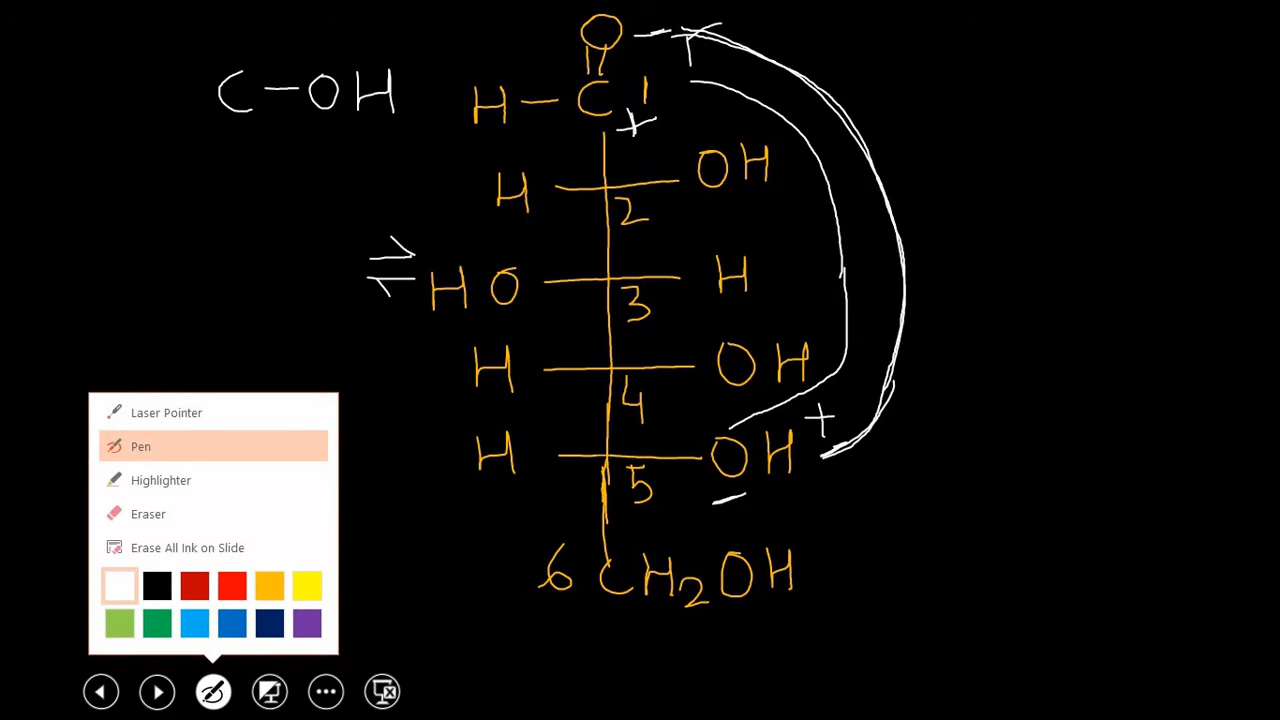 O −
C−OH H − C 1
+
H OH
2
HO H
⇌
3
H OH
4
+
H OH
5
−
6 CH₂OH
Laser Pointer
Pen
Highlighter
Eraser
Erase All Ink on Slide